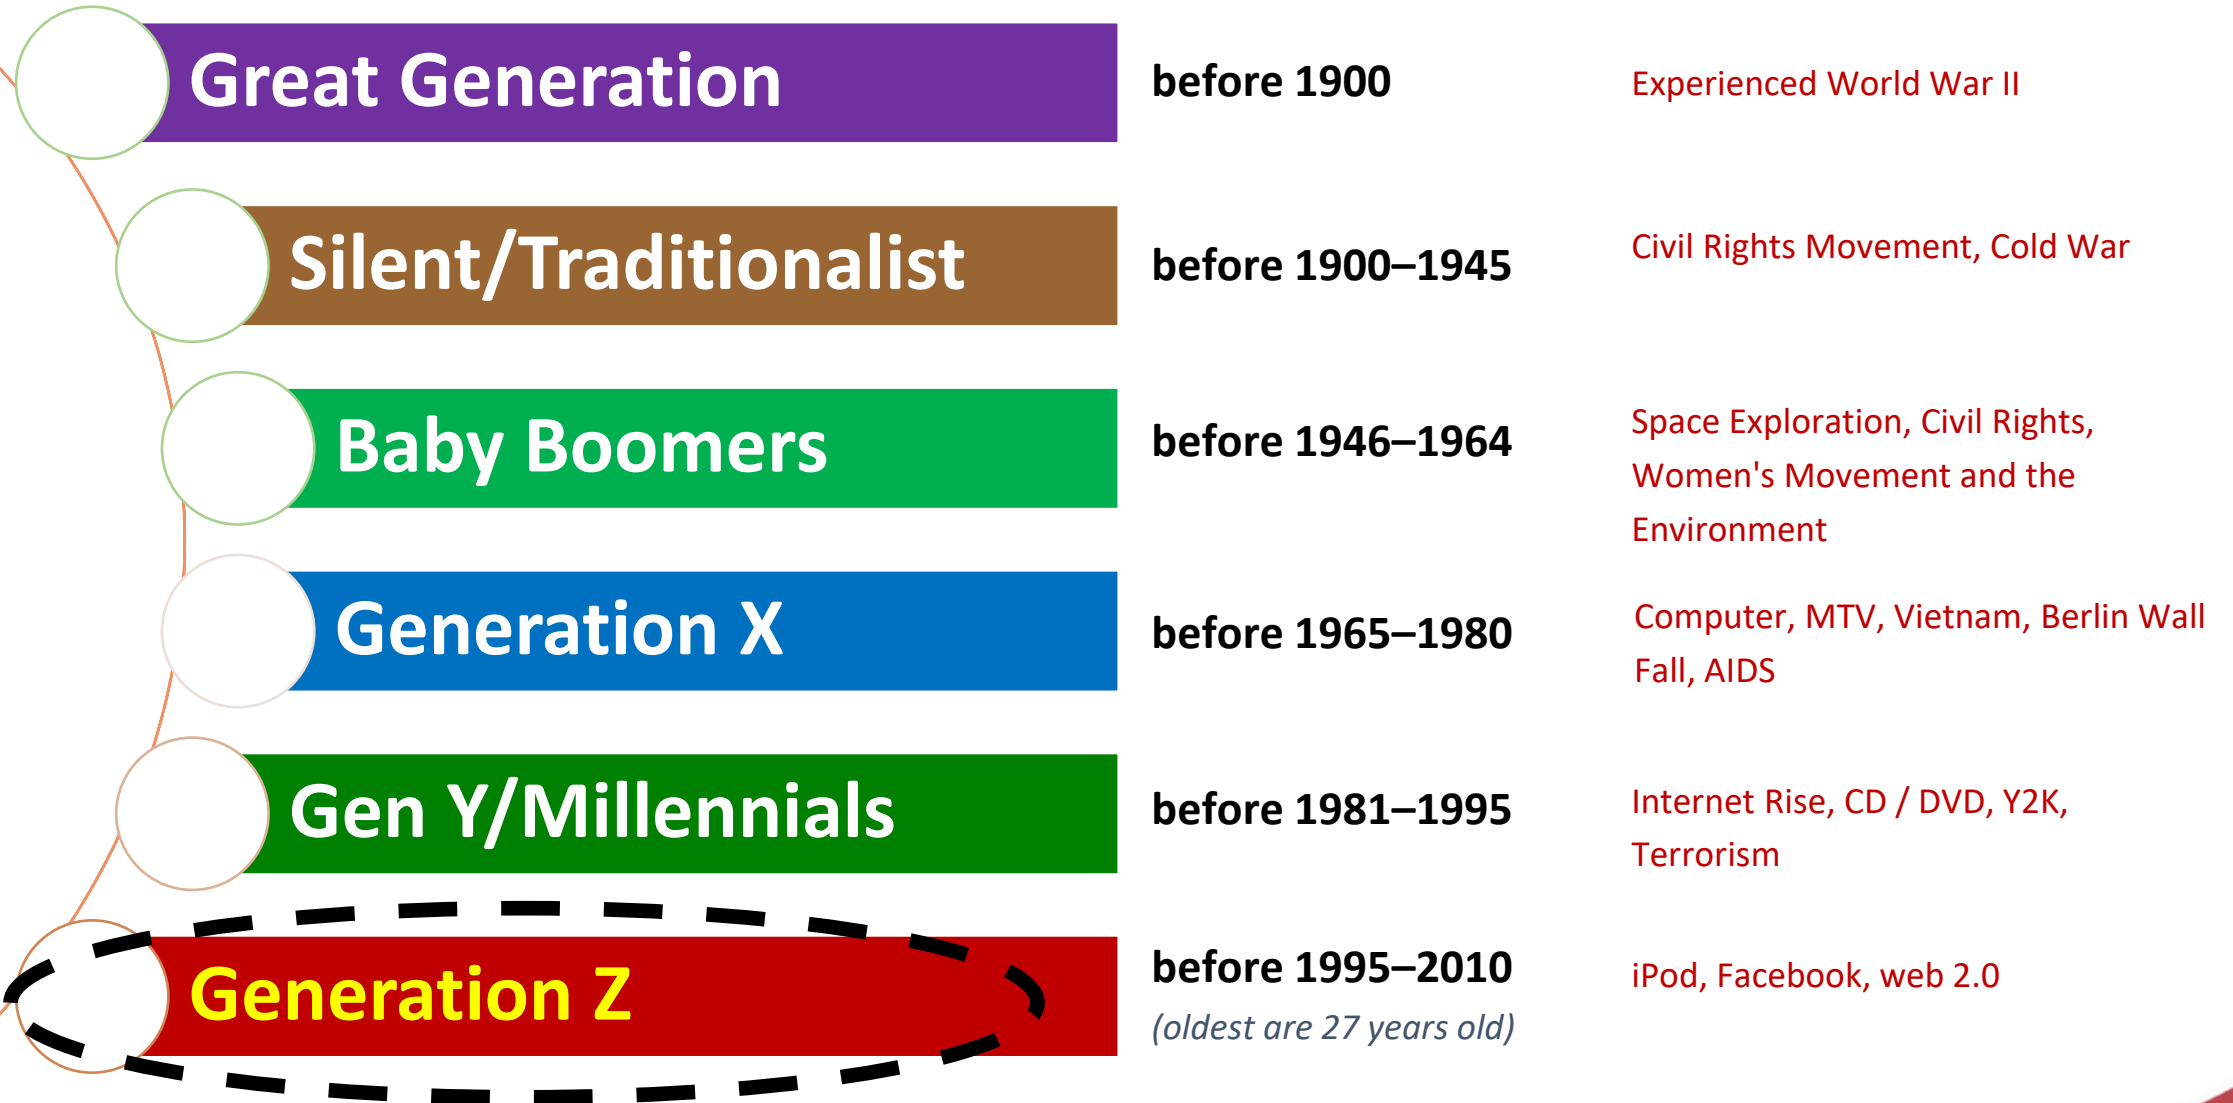 Great Generation
before 1900
Experienced World War II
Silent/Traditionalist
before 1900–1945
Civil Rights Movement, Cold War
Baby Boomers
before 1946–1964
Space Exploration, Civil Rights,
Women's Movement and the
Environment
Generation X
before 1965–1980
Computer, MTV, Vietnam, Berlin Wall
Fall, AIDS
Gen Y/Millennials
before 1981–1995
Internet Rise, CD / DVD, Y2K,
Terrorism
Generation Z
before 1995–2010
(oldest are 27 years old)
iPod, Facebook, web 2.0